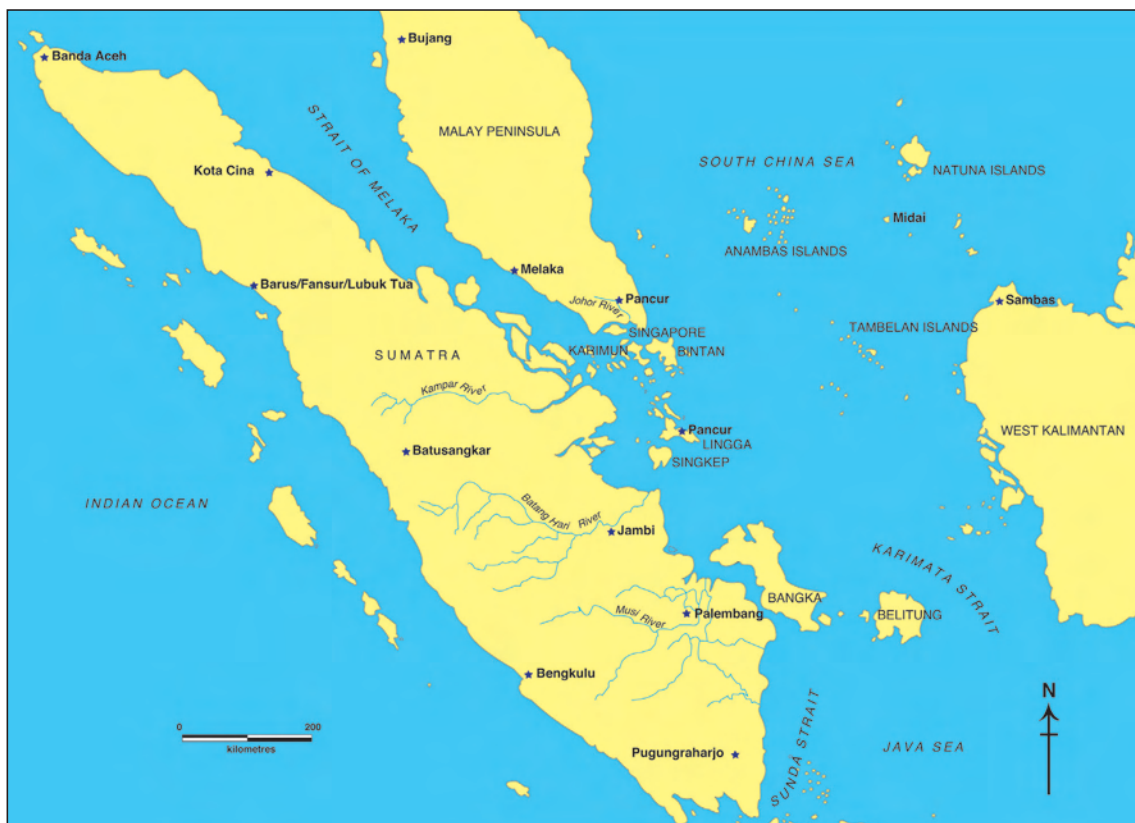 Bujang
Banda Aceh
STRAIT OF MELAKA
MALAY PENINSULA
SOUTH CHINA SEA
Kota Cina
NATUNA ISLANDS
Midai
ANAMBAS ISLANDS
Melaka
Barus/Fansur/Lubuk Tua
Johor River
Pancur
Sambas
SINGAPORE
TAMBELAN ISLANDS
SUMATRA
KARIMUN
BINTAN
Kampar River
Pancur
LINGGA
WEST KALIMANTAN
Batusangkar
SINGKEP
INDIAN OCEAN
Batang Hari River
Jambi
KARIMATA STRAIT
BANGKA
Musi River
Palembang
BELITUNG
Bengkulu
N
0 200
kilometres
SUNDA STRAIT
JAVA SEA
Pugungraharjo